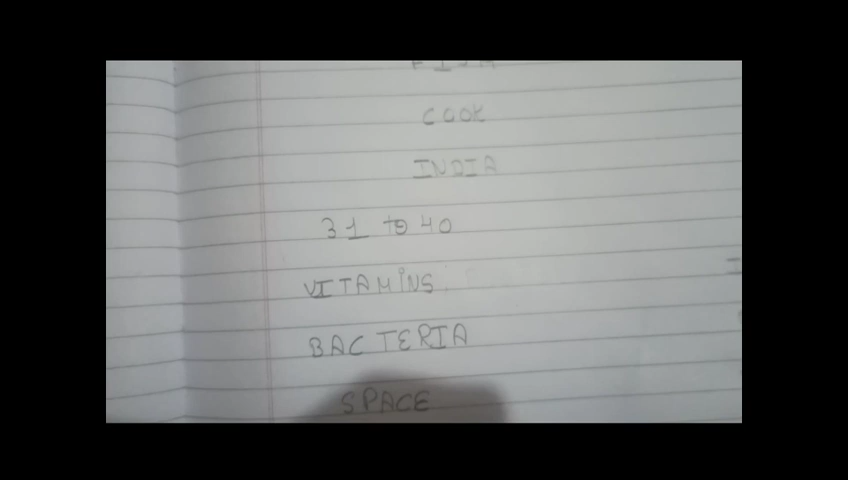 COOK
INDIA
31 to 40
VITAMINS
BACTERIA
SPACE